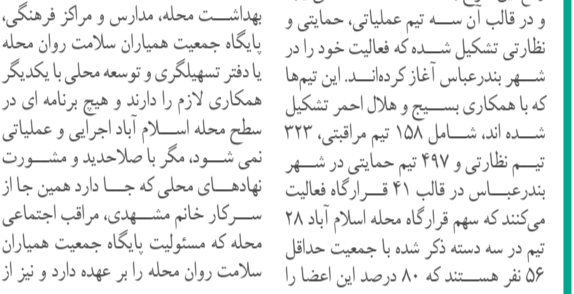 و در قالب آن سه تیم عملیاتی، حمایتی و
نظارتی تشکیل شده که فعالیت خود را در
شهر بندرعباس آغاز کرده‌اند. این تیم‌ها
که با همکاری بسیج و هلال احمر تشکیل
شده اند، شامل ۱۵۸ تیم مراقبتی، ۳۲۳
تیم نظارتی و ۴۹۷ تیم حمایتی در شهر
بندرعباس در قالب ۴۱ قرارگاه فعالیت
می‌کنند که سهم قرارگاه محله اسلام آباد ۲۸
تیم در سه دسته ذکر شده با جمعیت حداقل
۵۶ نفر هستند که ۸۰ درصد این اعضا را
بهداشت محله، مدارس و مراکز فرهنگی،
پایگاه جمعیت همیاران سلامت روان محله
یا دفتر تسهیلگری و توسعه محلی با یکدیگر
همکاری لازم را دارند و هیچ برنامه ای در
سطح محله اسلام آباد اجرایی و عملیاتی
نمی شود، مگر با صلاحدید و مشورت
نهادهای محلی که جا دارد همین جا از
سرکار خانم مشهدی، مراقب اجتماعی
محله که مسئولیت پایگاه جمعیت همیاران
سلامت روان محله را بر عهده دارد و نیز از